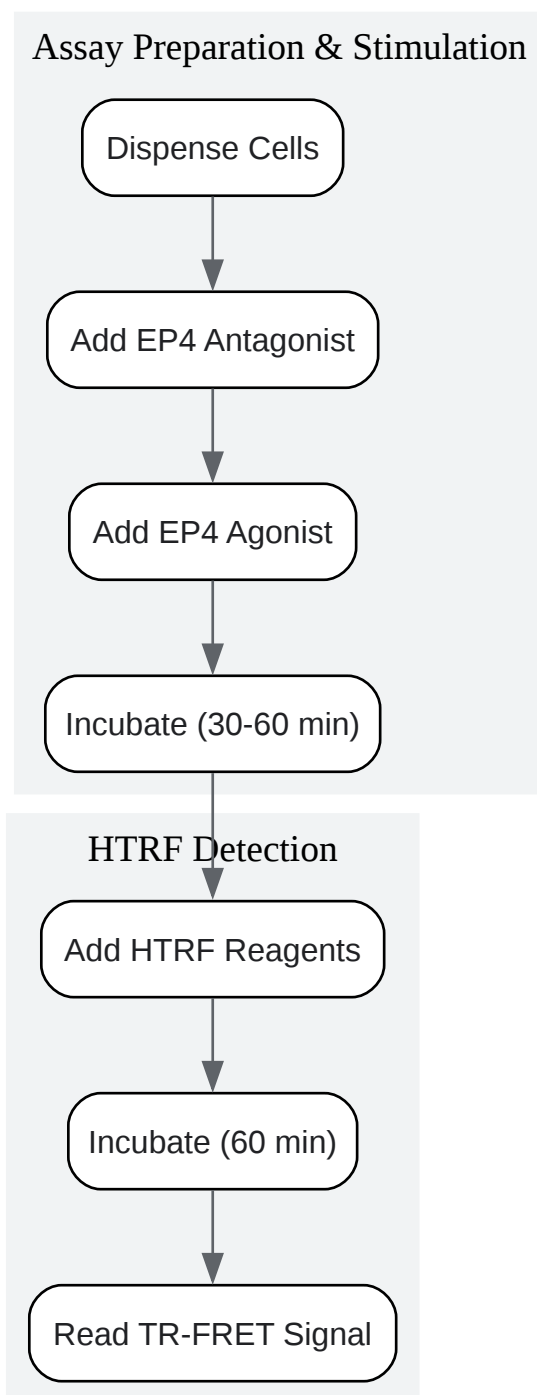 Assay Preparation & Stimulation
Dispense Cells
Add EP4 Antagonist
Add EP4 Agonist
Incubate (30-60 min)
HTRF Detection
Add HTRF Reagents
Incubate (60 min)
Read TR-FRET Signal